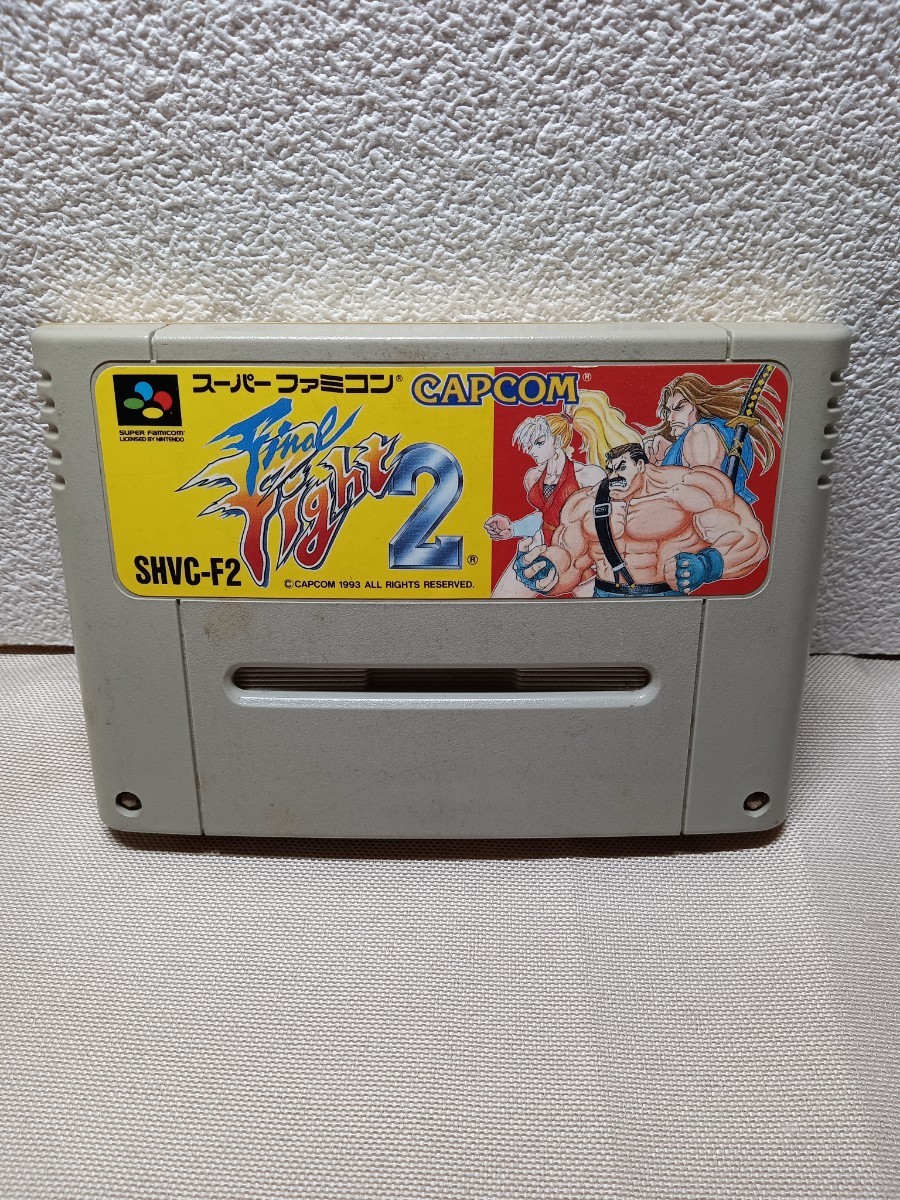 スーパーファミコン® CAPCOM®
SUPER FAMICOM®
LICENSED BY NINTENDO
Final
Fight 2®
SHVC-F2
©CAPCOM 1993 ALL RIGHTS RESERVED.